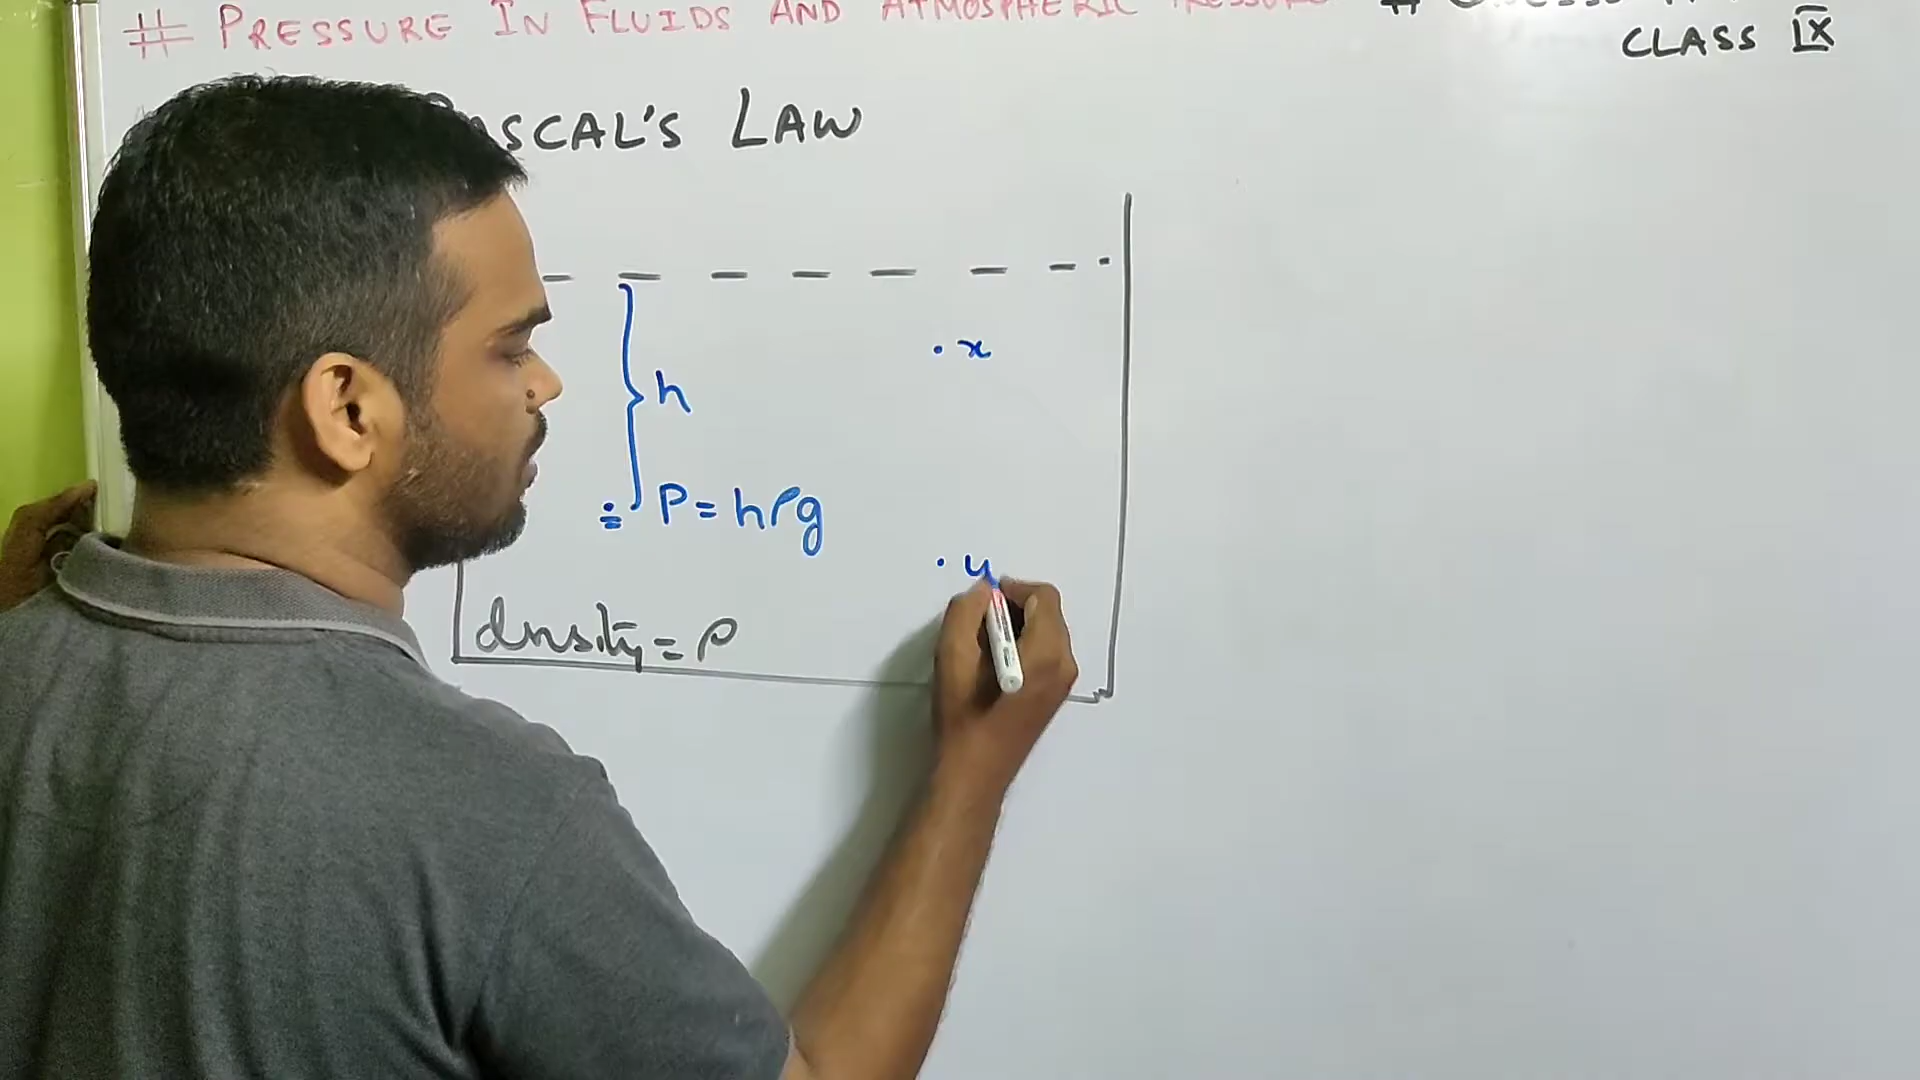 # PRESSURE IN FLUIDS AND ATMOSPHERIC PRESSURE #
CLASS IX
PASCAL'S LAW
x
h
P = hρg
y
density = ρ